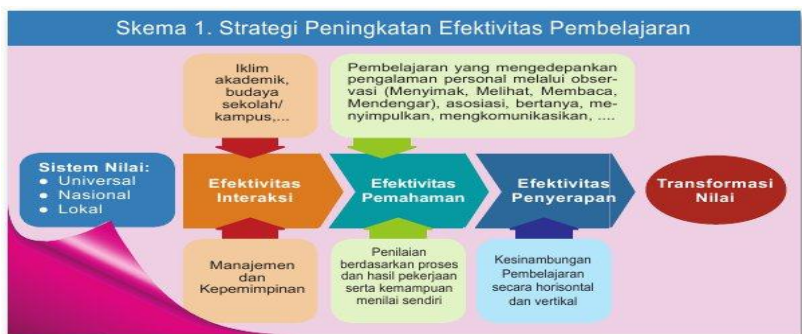 Skema 1. Strategi Peningkatan Efektivitas Pembelajaran
Iklim
akademik,
budaya
sekolah/
kampus,...
Pembelajaran yang mengedepankan
pengalaman personal melalui obser-
vasi (Menyimak, Melihat, Membaca,
Mendengar), asosiasi, bertanya, me-
nyimpulkan, mengkomunikasikan, ....
Sistem Nilai:
● Universal
● Nasional
● Lokal
Efektivitas
Interaksi
Efektivitas
Pemahaman
Efektivitas
Penyerapan
Transformasi
Nilai
Manajemen
dan
Kepemimpinan
Penilaian
berdasarkan proses
dan hasil pekerjaan
serta kemampuan
menilai sendiri
Kesinambungan
Pembelajaran
secara horisontal
dan vertikal